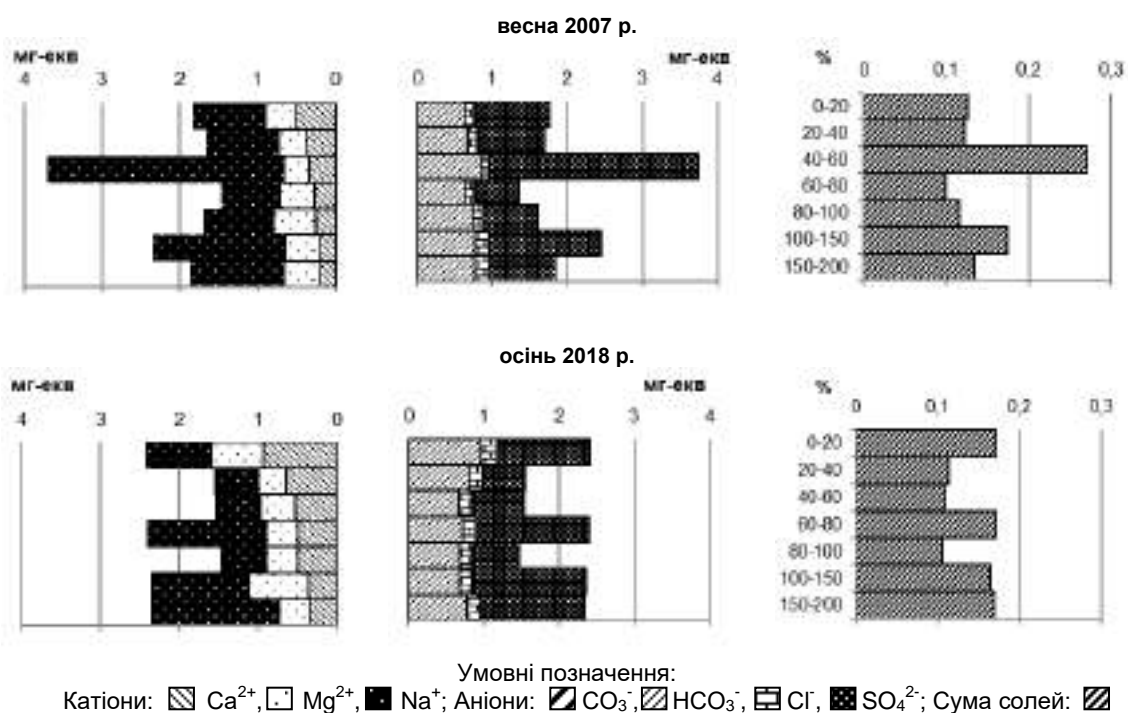 весна 2007 р.
мг-екв
4 3 2 1 0
мг-екв
0 1 2 3 4
%
0 0,1 0,2 0,3
0-20
20-40
40-60
60-80
80-100
100-150
150-200
осінь 2018 р.
мг-екв
4 3 2 1 0
мг-екв
0 1 2 3 4
%
0 0,1 0,2 0,3
0-20
20-40
40-60
60-80
80-100
100-150
150-200
Умовні позначення:
Катіони: Ca²⁺, Mg²⁺, Na⁺; Аніони: CO₃⁻, HCO₃⁻, Cl⁻, SO₄²⁻; Сума солей: